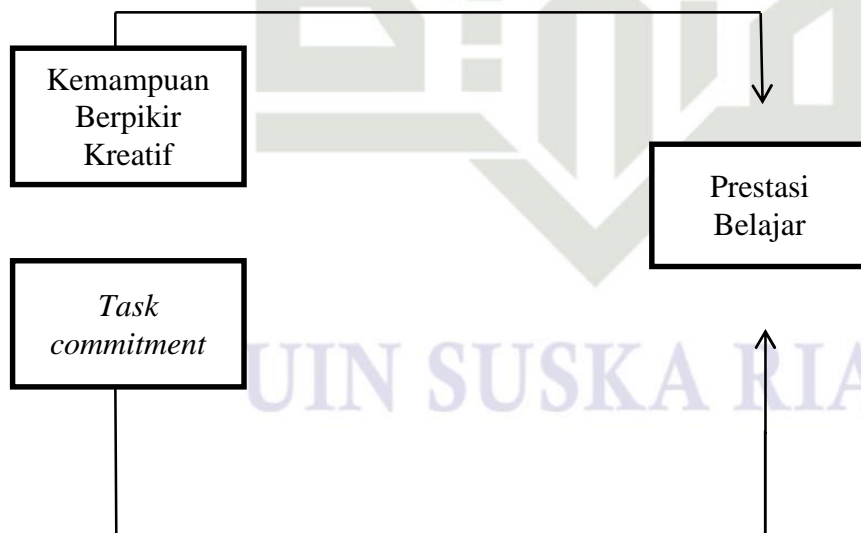 Kemampuan
Berpikir
Kreatif
Prestasi
Belajar
Task
commitment
UIN SUSKA RIA